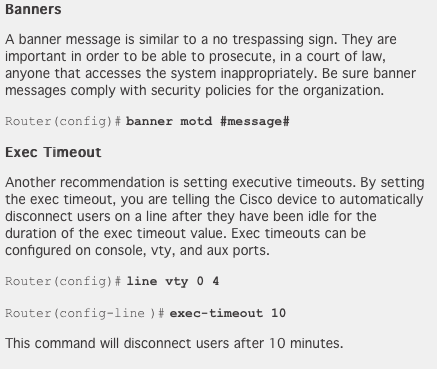 Banners
A banner message is similar to a no trespassing sign. They are
important in order to be able to prosecute, in a court of law,
anyone that accesses the system inappropriately. Be sure banner
messages comply with security policies for the organization.
Router(config)# banner motd #message#
Exec Timeout
Another recommendation is setting executive timeouts. By setting
the exec timeout, you are telling the Cisco device to automatically
disconnect users on a line after they have been idle for the
duration of the exec timeout value. Exec timeouts can be
configured on console, vty, and aux ports.
Router(config)# line vty 0 4
Router(config-line )# exec-timeout 10
This command will disconnect users after 10 minutes.